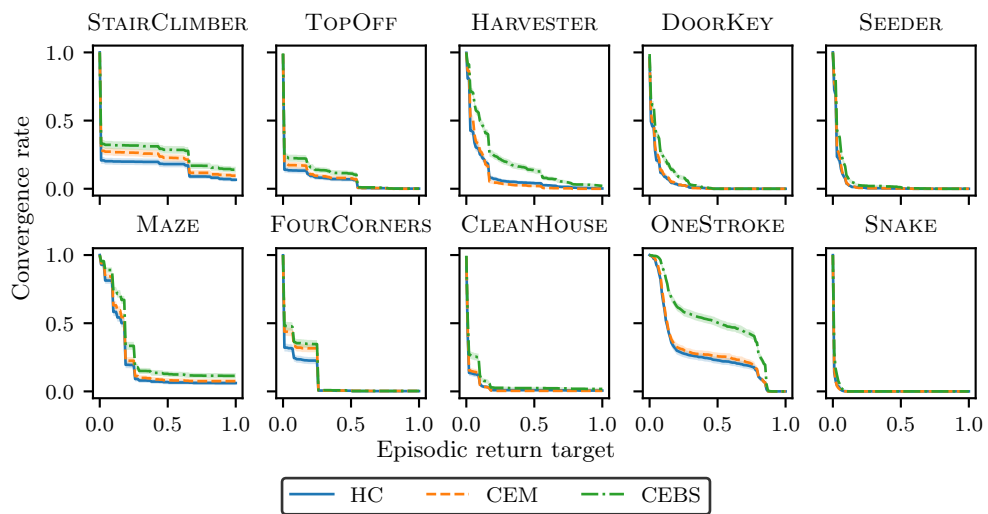 STAIRCLIMBER TOPOFF HARVESTER DOORKEY SEEDER
1.0
0.5
0.0
MAZE FOURCORNERS CLEANHOUSE ONESTROKE SNAKE
1.0
0.5
0.0
Convergence rate
0.0 0.5 1.0 0.0 0.5 1.0 0.0 0.5 1.0 0.0 0.5 1.0 0.0 0.5 1.0
Episodic return target
HC CEM CEBS